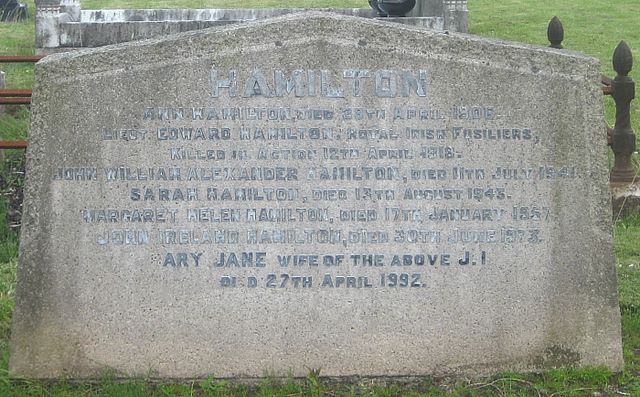 HAMILTON
ANN HAMILTON, DIED 28TH APRIL 1906.
LIEUT EDWARD HAMILTON. ROYAL IRISH FUSILIERS,
KILLED IN ACTION 12TH APRIL 1918.
JOHN WILLIAM ALEXANDER HAMILTON, DIED 11TH JULY 1941.
SARAH HAMILTON, DIED 13TH AUGUST 1943.
MARGARET HELEN HAMILTON, DIED 17TH JANUARY 1957
JOHN IRELAND HAMILTON, DIED 30TH JUNE 1973.
ARY JANE WIFE OF THE ABOVE J.I
DIED 27TH APRIL 1992.